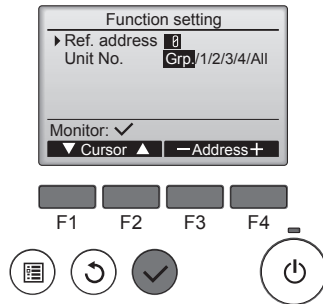 Function setting
Ref. address 0
Unit No. Grp./1/2/3/4/All
Monitor: ✓
▼ Cursor ▲ −Address+
F1 F2 F3 F4